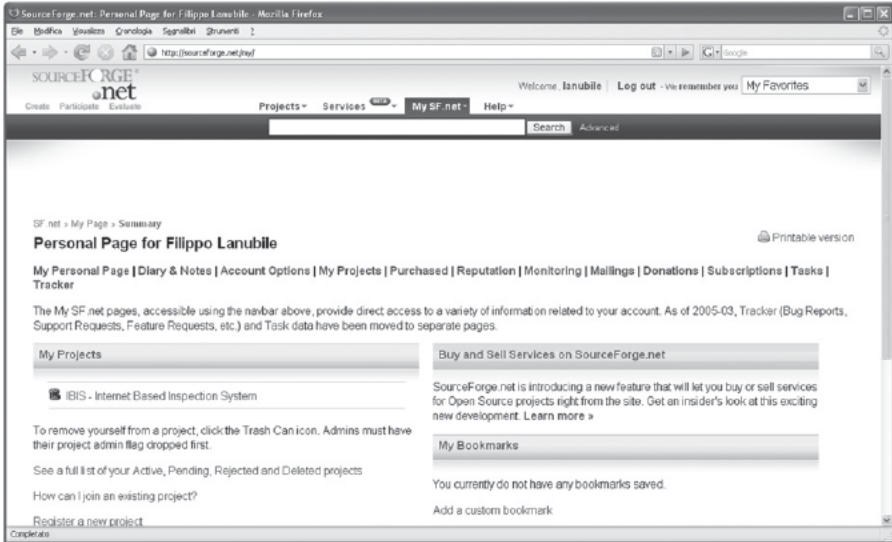 SourceForge.net: Personal Page for Filippo Lanubile - Mozilla Firefox
File Modifica Visualizza Cronologia Segnalibri Strumenti ?
http://sourceforge.net/my/
Google
SOURCEFORGE
.net
Create Participate Evaluate
Welcome, lanubile Log out - We remember you My Favorites
Projects Services BETA My SF.net Help
Search Advanced
SF.net » My Page » Summary
Personal Page for Filippo Lanubile
Printable version
My Personal Page | Diary & Notes | Account Options | My Projects | Purchased | Reputation | Monitoring | Mailings | Donations | Subscriptions | Tasks |
Tracker
The My SF.net pages, accessible using the navbar above, provide direct access to a variety of information related to your account. As of 2005-03, Tracker (Bug Reports,
Support Requests, Feature Requests, etc.) and Task data have been moved to separate pages.
My Projects
IBIS - Internet Based Inspection System
To remove yourself from a project, click the Trash Can icon. Admins must have
their project admin flag dropped first.
See a full list of your Active, Pending, Rejected and Deleted projects
How can I join an existing project?
Register a new project
Buy and Sell Services on SourceForge.net
SourceForge.net is introducing a new feature that will let you buy or sell services
for Open Source projects right from the site. Get an insider's look at this exciting
new development. Learn more »
My Bookmarks
You currently do not have any bookmarks saved.
Add a custom bookmark
Completato